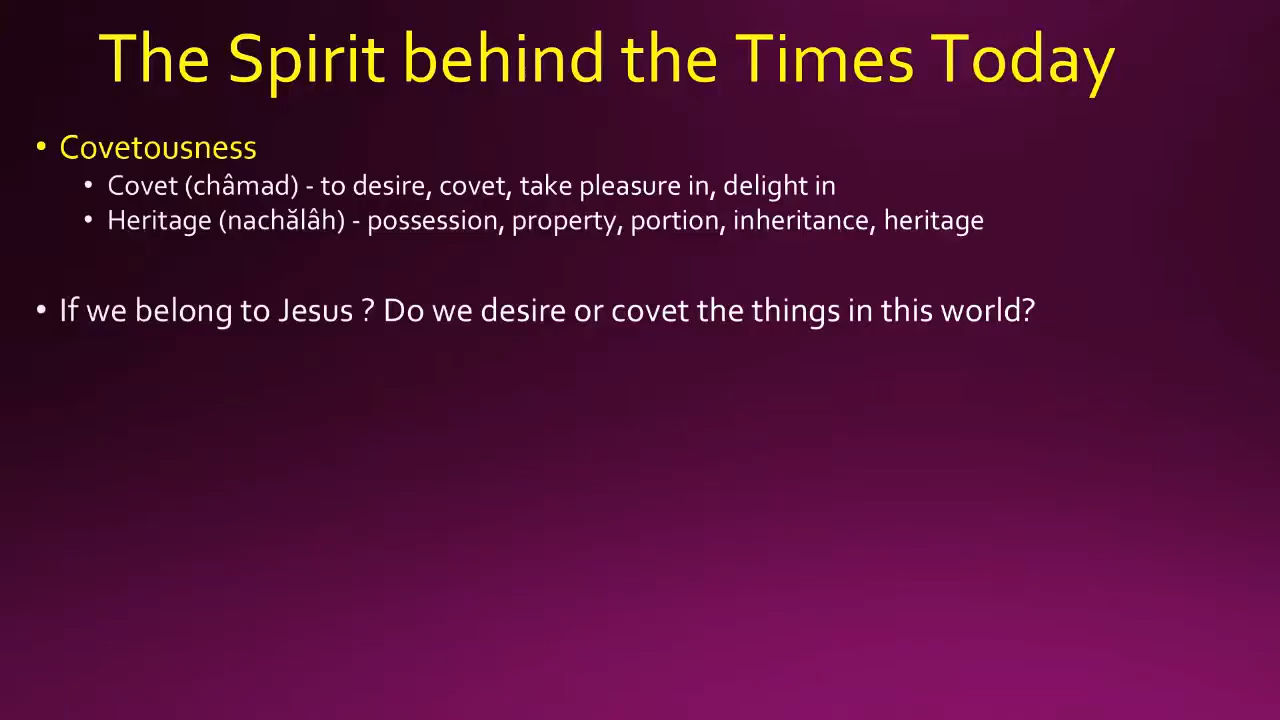 The Spirit behind the Times Today
• Covetousness
• Covet (châmad) - to desire, covet, take pleasure in, delight in
• Heritage (nachălâh) - possession, property, portion, inheritance, heritage
• If we belong to Jesus ? Do we desire or covet the things in this world?